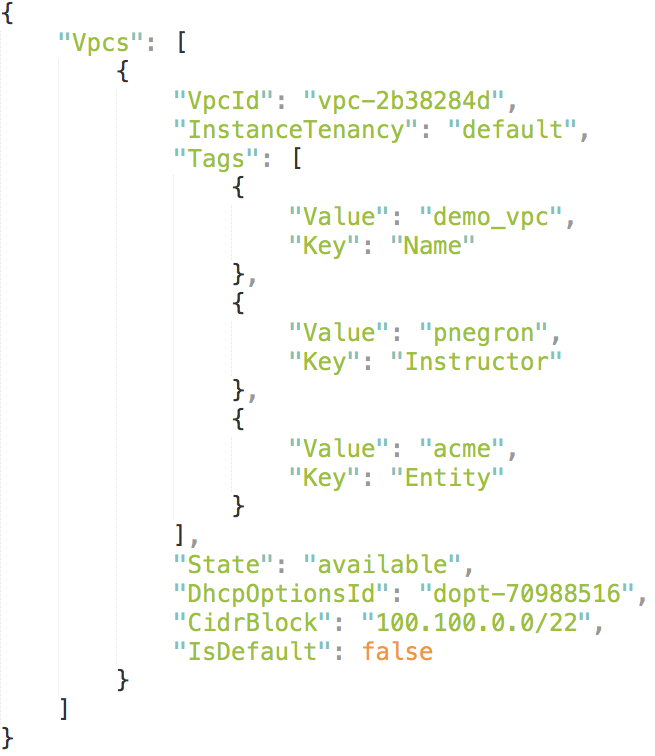 {
    "Vpcs": [
        {
            "VpcId": "vpc-2b38284d",
            "InstanceTenancy": "default",
            "Tags": [
                {
                    "Value": "demo_vpc",
                    "Key": "Name"
                },
                {
                    "Value": "pnegron",
                    "Key": "Instructor"
                },
                {
                    "Value": "acme",
                    "Key": "Entity"
                }
            ],
            "State": "available",
            "DhcpOptionsId": "dopt-70988516",
            "CidrBlock": "100.100.0.0/22",
            "IsDefault": false
        }
    ]
}